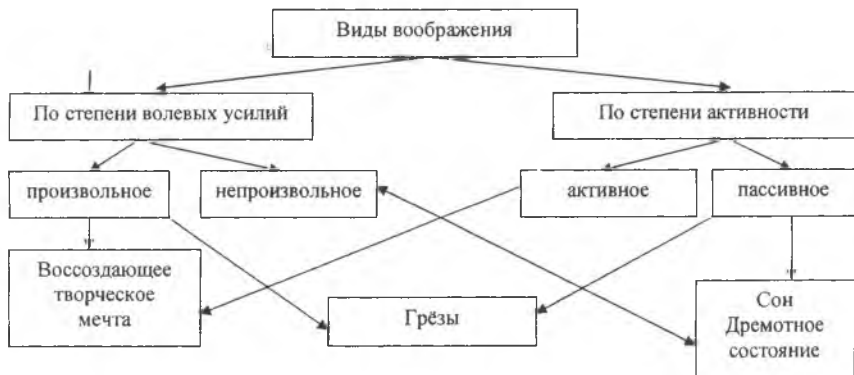 Виды воображения
По степени волевых усилий
По степени активности
произвольное
непроизвольное
активное
пассивное
Воссоздающее
творческое
мечта
Грёзы
Сон
Дремотное
состояние